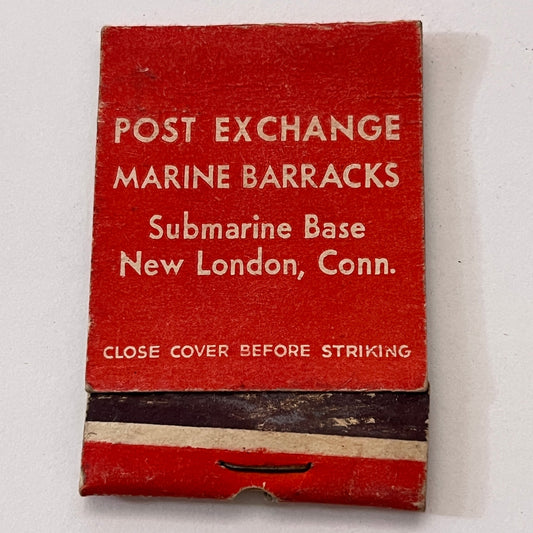 POST EXCHANGE
MARINE BARRACKS
Submarine Base
New London, Conn.
CLOSE COVER BEFORE STRIKING